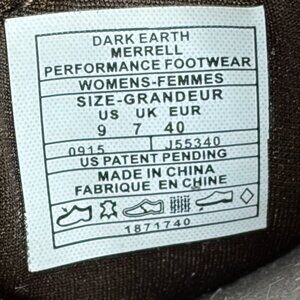 DARK EARTH
MERRELL
PERFORMANCE FOOTWEAR
WOMENS-FEMMES
SIZE-GRANDEUR
US UK EUR
9 7 40
0915 J55340
US PATENT PENDING
MADE IN CHINA
FABRIQUE EN CHINE
1871740